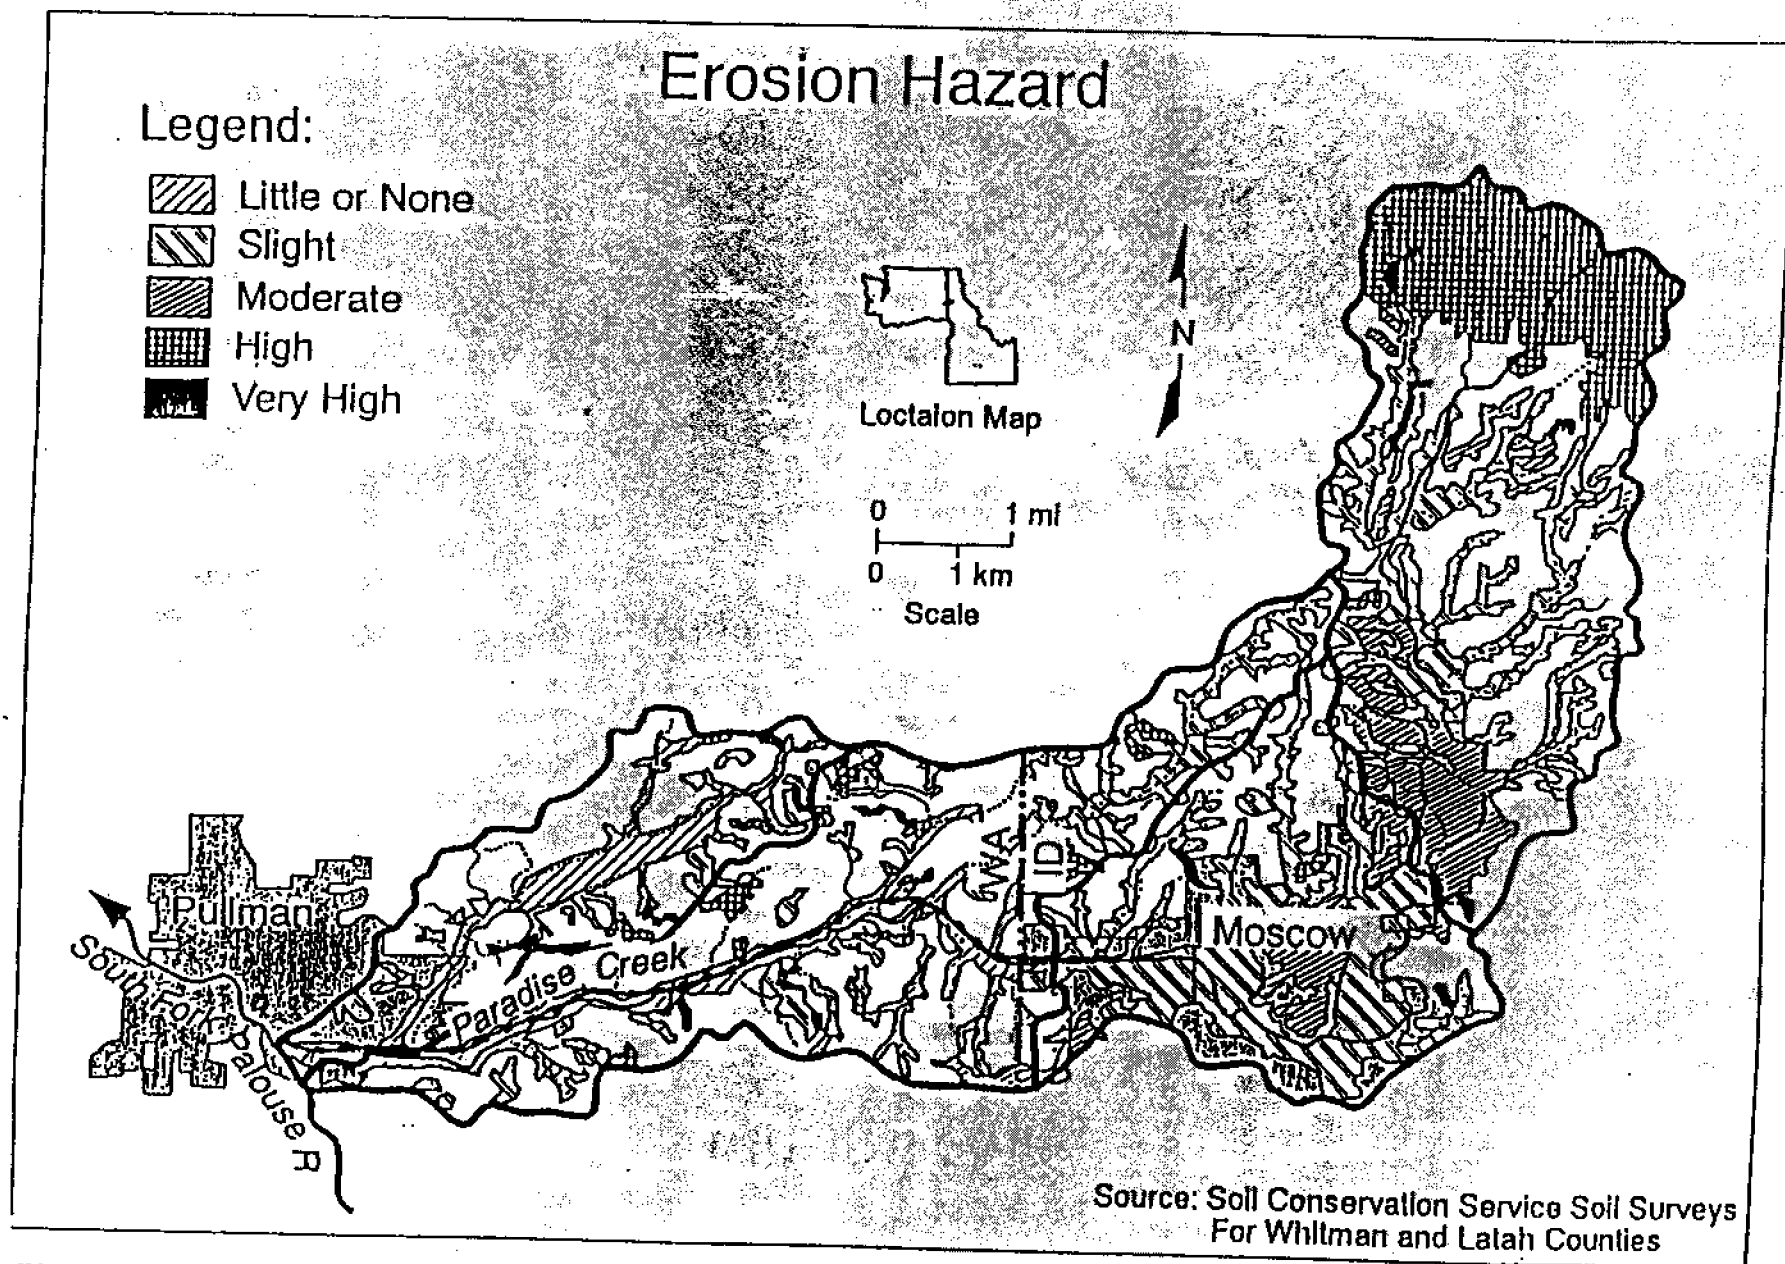 Erosion Hazard
Legend:
Little or None
Slight
Moderate
High
Very High
Loctaion Map
N
0 1 mi
0 1 km
Scale
WA
ID
Pullman
Moscow
Paradise Creek
South Fork Palouse R
Source: Soil Conservation Service Soil Surveys
For Whitman and Latah Counties